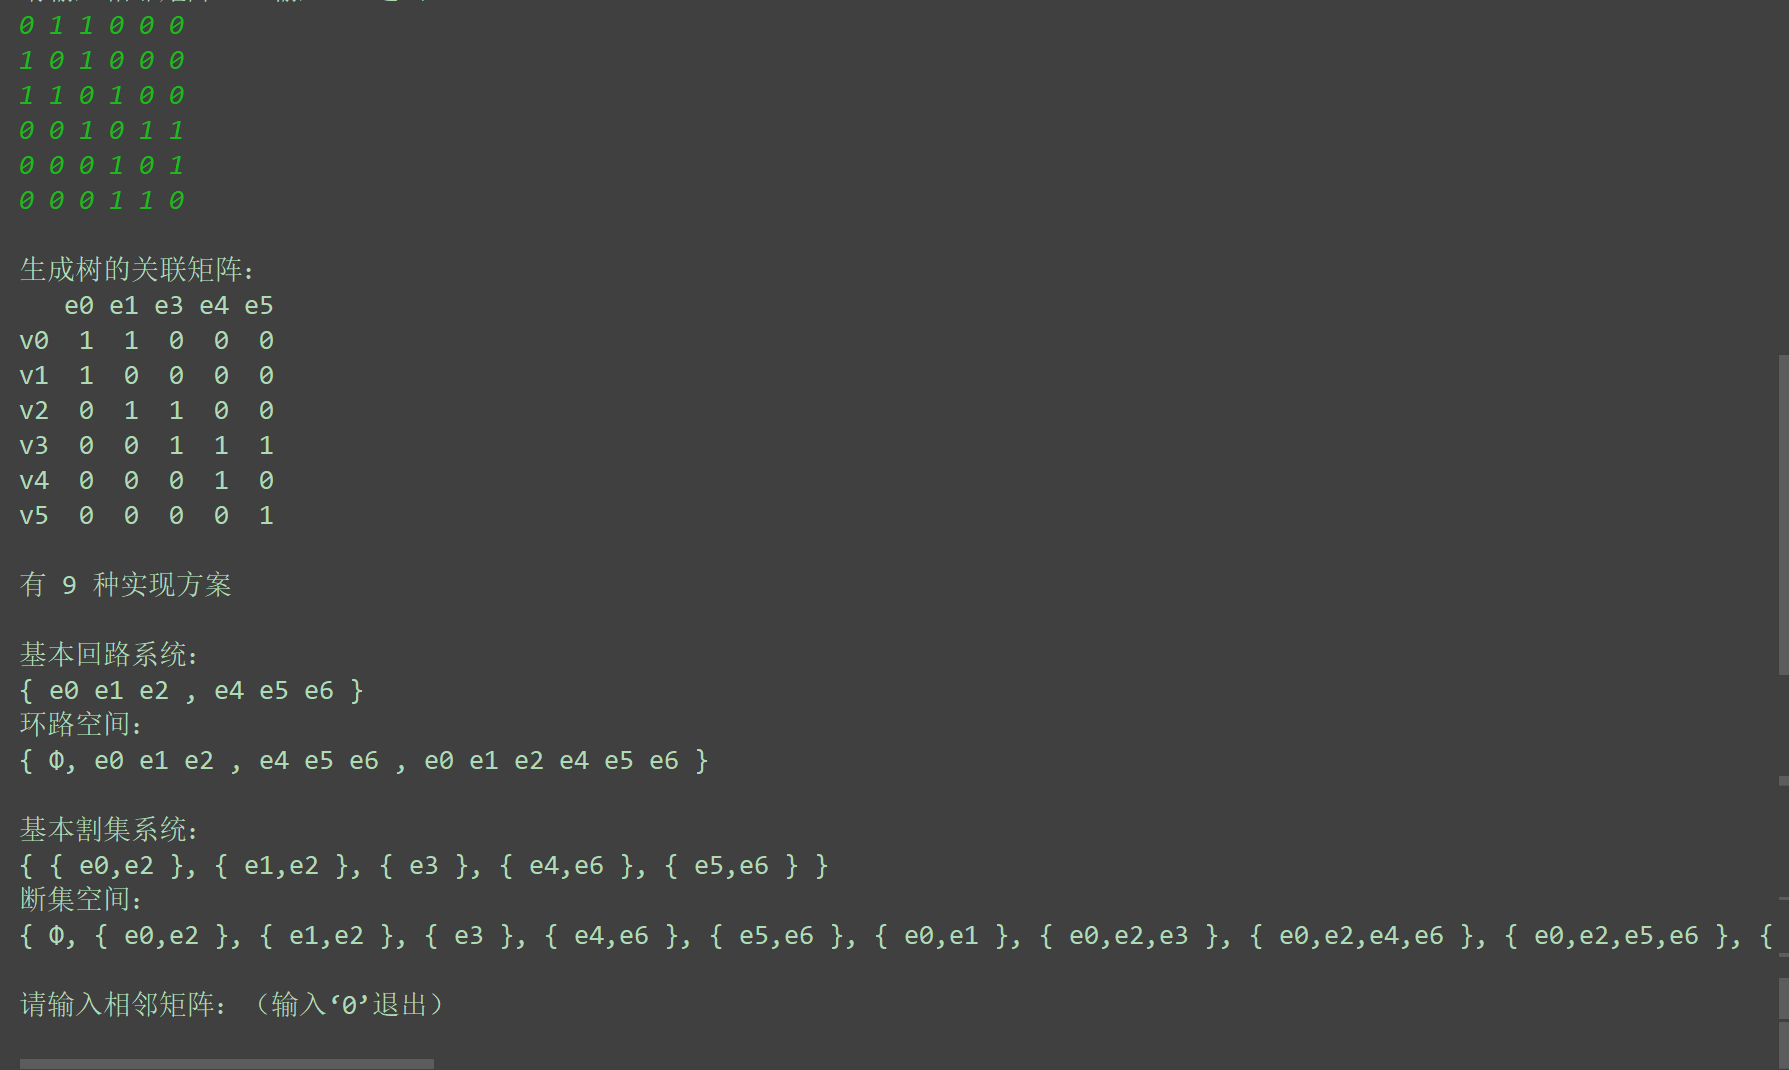 0 1 1 0 0 0
1 0 1 0 0 0
1 1 0 1 0 0
0 0 1 0 1 1
0 0 0 1 0 1
0 0 0 1 1 0
生成树的关联矩阵:
e0 e1 e3 e4 e5
v0 1 1 0 0 0
v1 1 0 0 0 0
v2 0 1 1 0 0
v3 0 0 1 1 1
v4 0 0 0 1 0
v5 0 0 0 0 1
有 9 种实现方案
基本回路系统:
{ e0 e1 e2 , e4 e5 e6 }
环路空间:
{ Φ, e0 e1 e2 , e4 e5 e6 , e0 e1 e2 e4 e5 e6 }
基本割集系统:
{ { e0,e2 }, { e1,e2 }, { e3 }, { e4,e6 }, { e5,e6 } }
断集空间:
{ Φ, { e0,e2 }, { e1,e2 }, { e3 }, { e4,e6 }, { e5,e6 }, { e0,e1 }, { e0,e2,e3 }, { e0,e2,e4,e6 }, { e0,e2,e5,e6 }, {
请输入相邻矩阵:（输入‘0’退出）